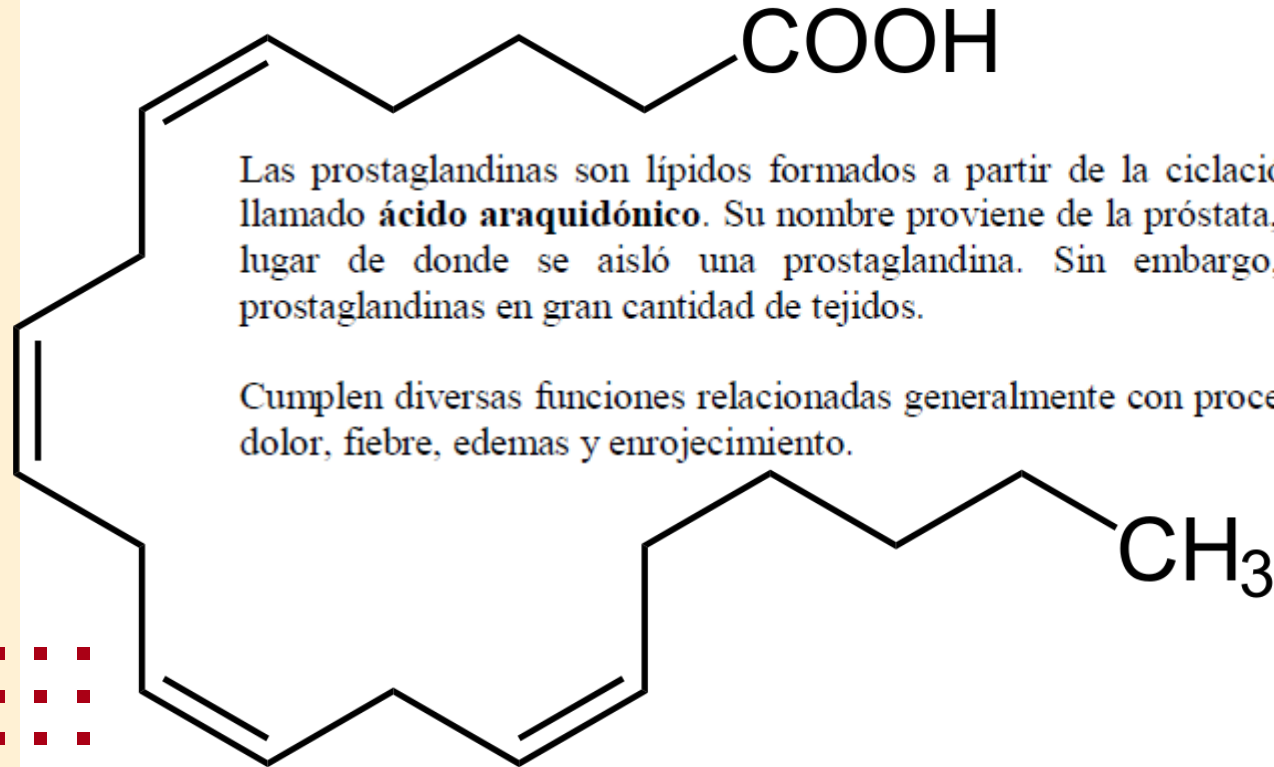 COOH
Las prostaglandinas son lípidos formados a partir de la
llamado ácido araquidónico. Su nombre proviene de la próstata,
lugar de donde se aisló una prostaglandina. Sin embargo,
prostaglandinas en gran cantidad de tejidos.
Cumplen diversas funciones relacionadas generalmente con
dolor, fiebre, edemas y enrojecimiento.
CH₃